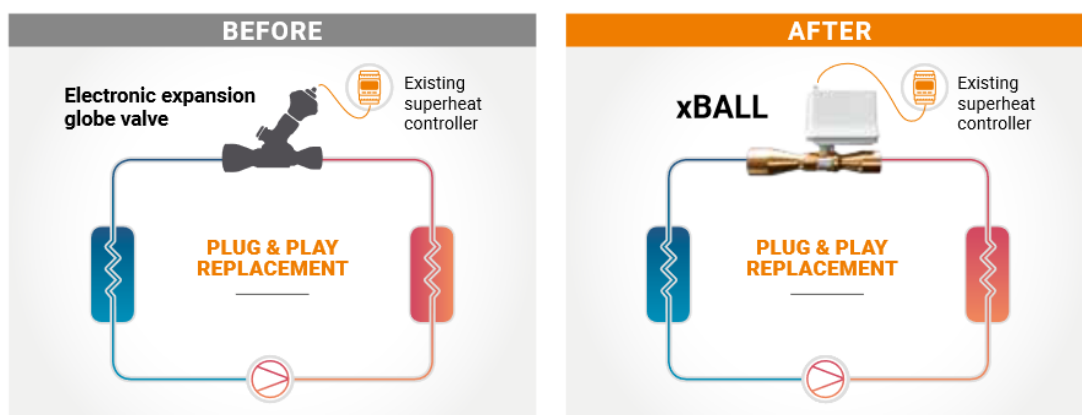 BEFORE
Electronic expansion
globe valve
Existing
superheat
controller
PLUG & PLAY
REPLACEMENT
AFTER
xBALL
Existing
superheat
controller
PLUG & PLAY
REPLACEMENT